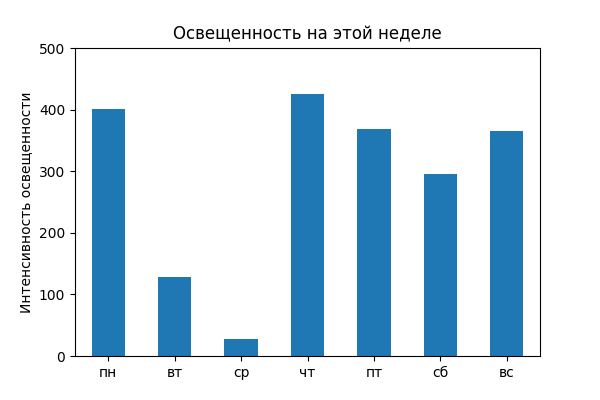 Освещенность на этой неделе
Интенсивность освещенности
500
400
300
200
100
0
пн вт ср чт пт сб вс